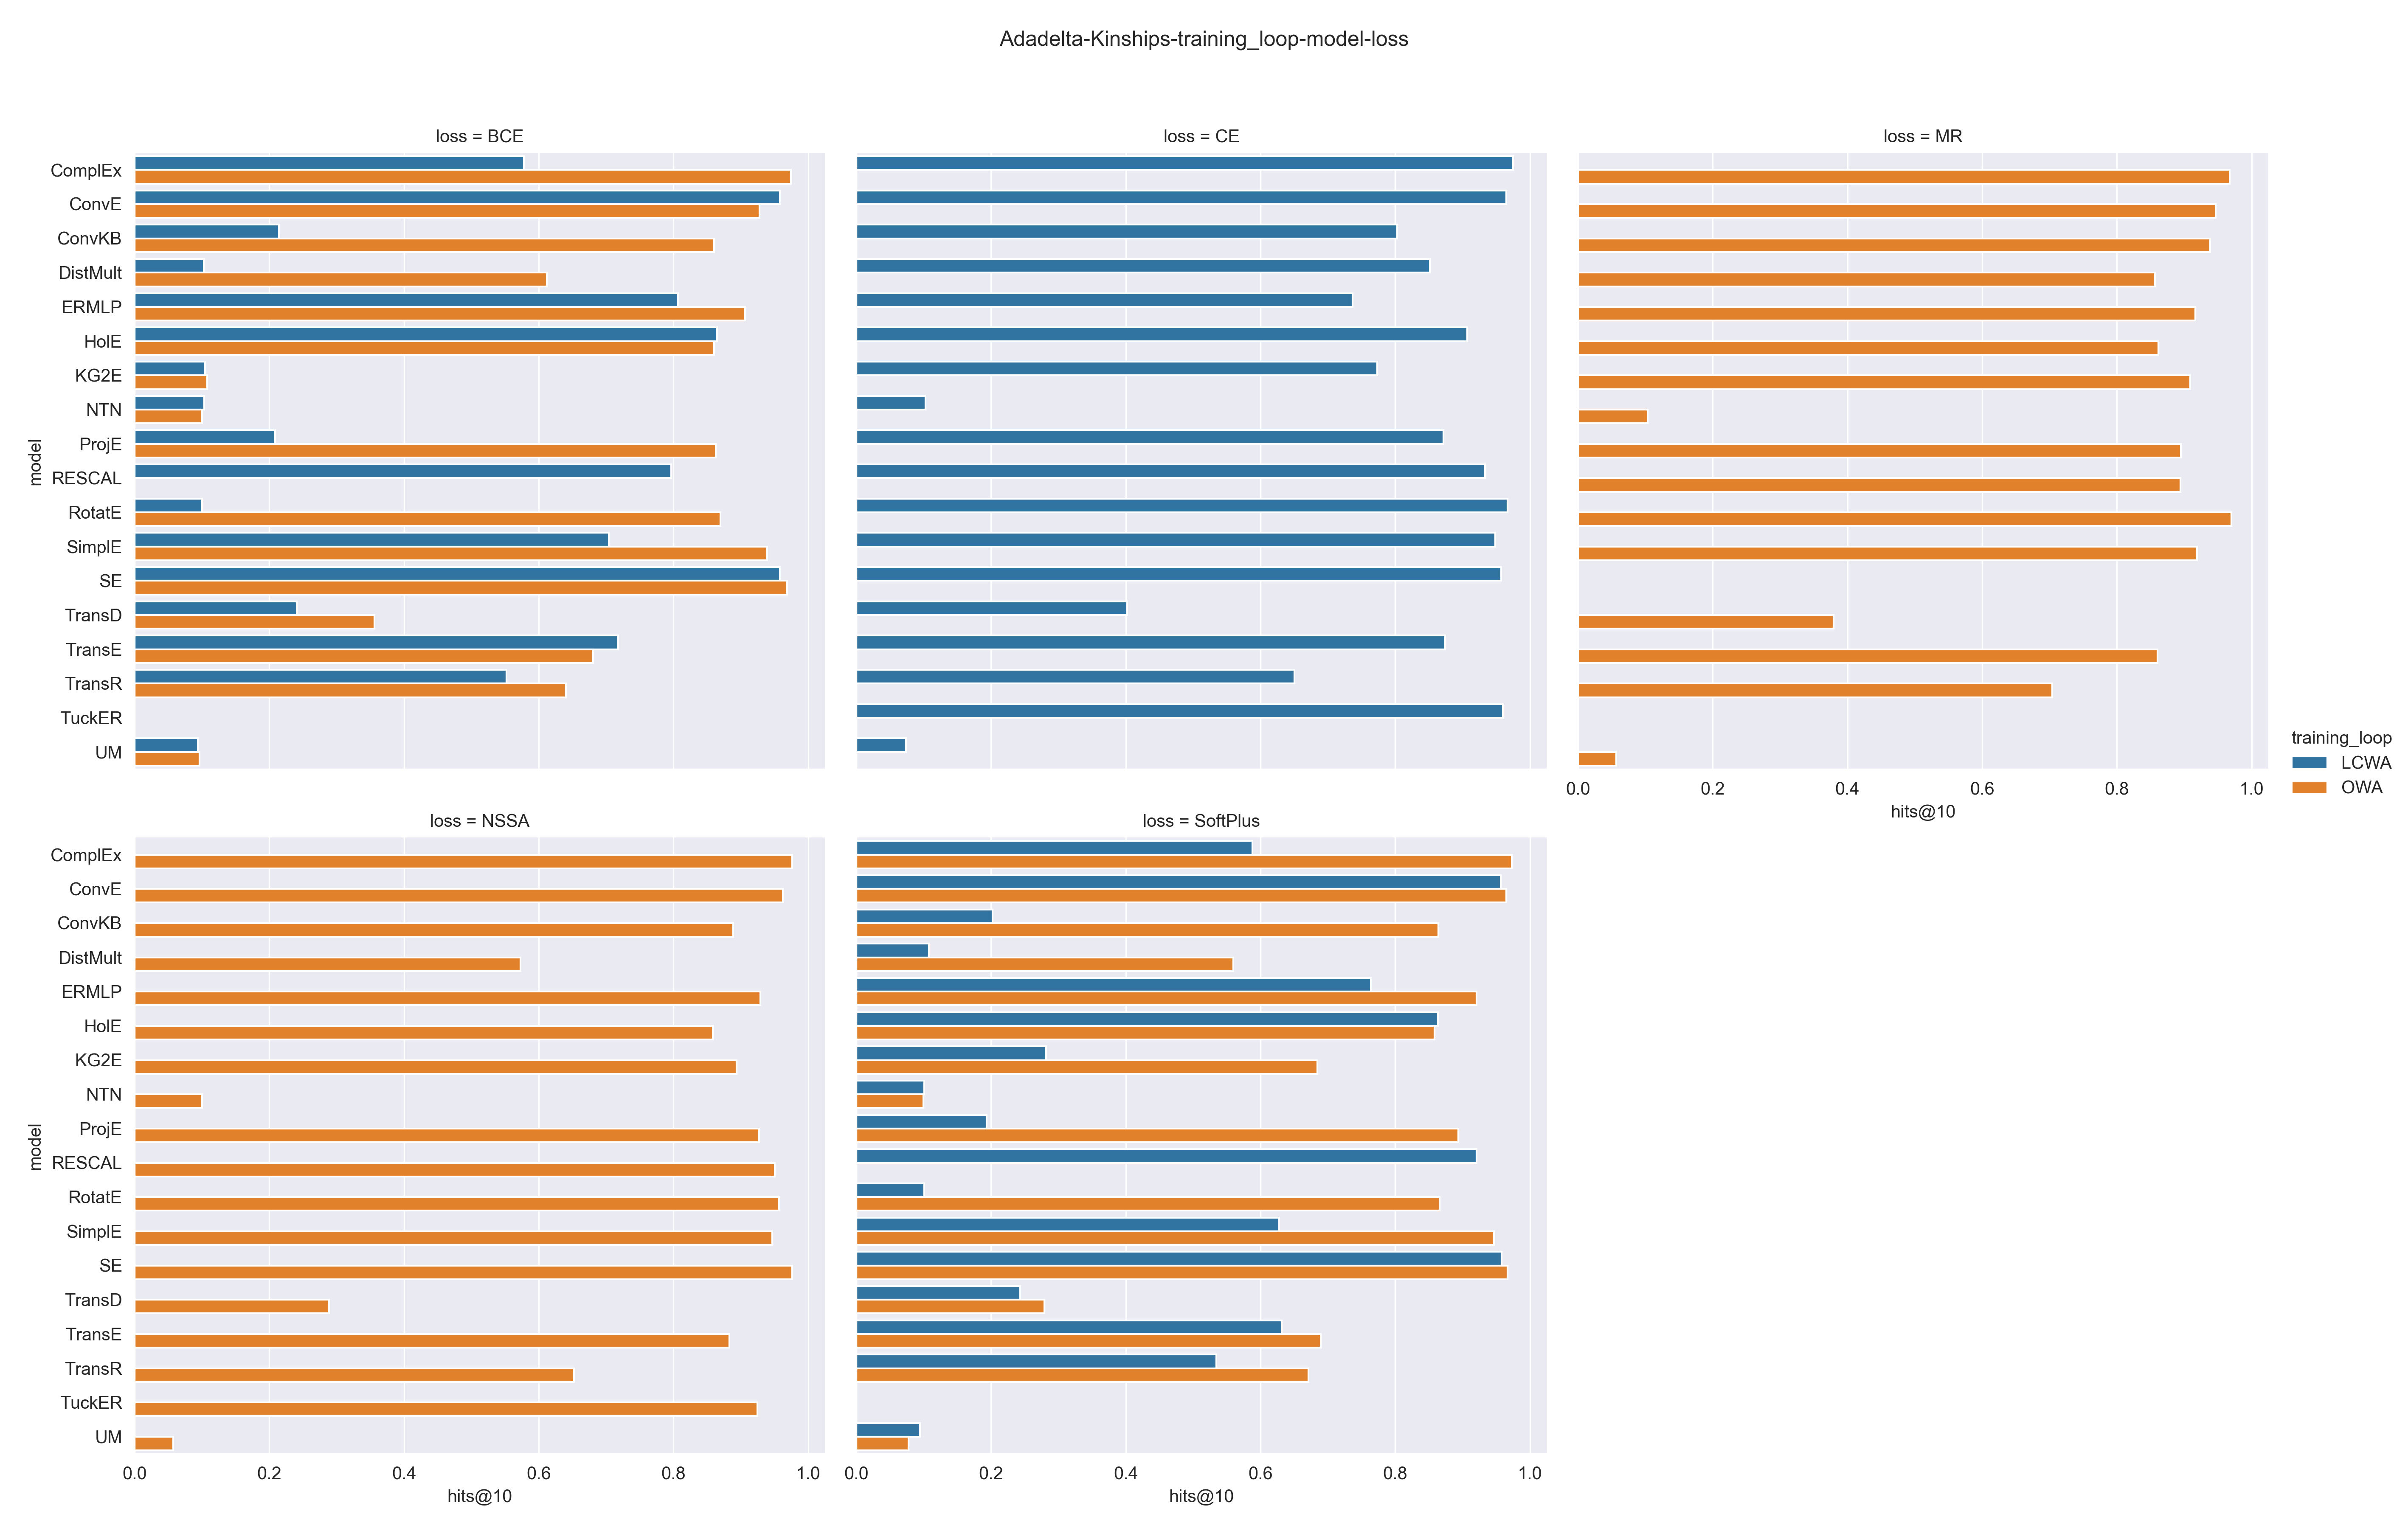 Adadelta-Kinships-training_loop-model-loss
loss = BCE
loss = CE
loss = MR
model
ComplEx
ConvE
ConvKB
DistMult
ERMLP
HolE
KG2E
NTN
ProjE
RESCAL
RotatE
SimplE
SE
TransD
TransE
TransR
TuckER
UM
0.0 0.2 0.4 0.6 0.8 1.0
hits@10
training_loop
LCWA
OWA
loss = NSSA
loss = SoftPlus
model
ComplEx
ConvE
ConvKB
DistMult
ERMLP
HolE
KG2E
NTN
ProjE
RESCAL
RotatE
SimplE
SE
TransD
TransE
TransR
TuckER
UM
0.0 0.2 0.4 0.6 0.8 1.0
hits@10
0.0 0.2 0.4 0.6 0.8 1.0
hits@10